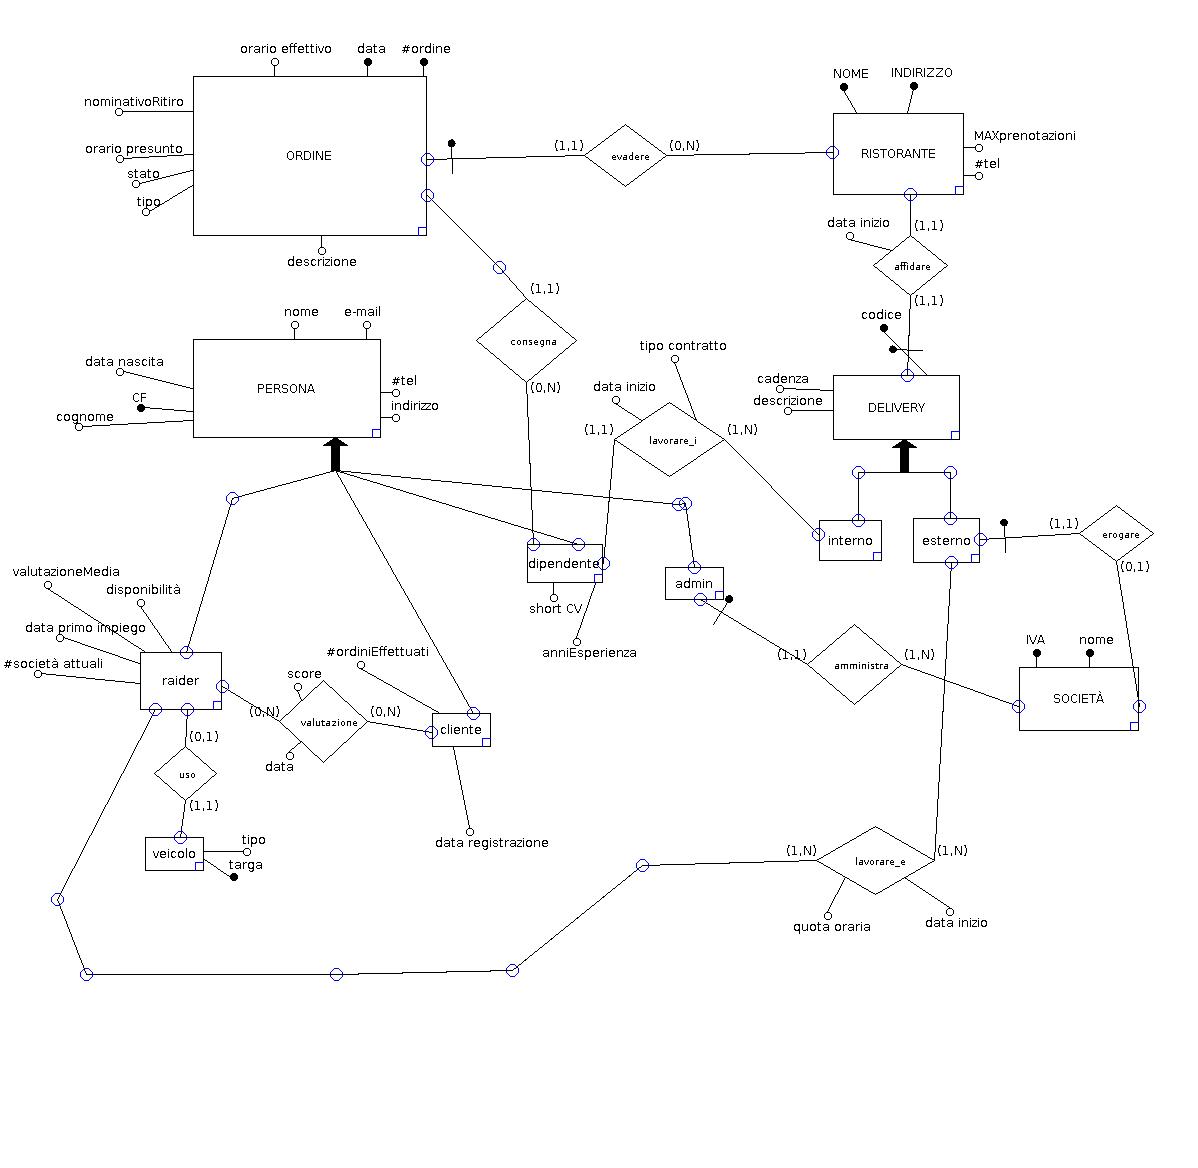 orario effettivo
data
#ordine
nominativoRitiro
orario presunto
stato
tipo
ORDINE
descrizione
(1,1)
evadere
(0,N)
NOME
INDIRIZZO
RISTORANTE
MAXprenotazioni
#tel
data inizio
(1,1)
affidare
(1,1)
codice
cadenza
descrizione
DELIVERY
nome
e-mail
data nascita
CF
cognome
PERSONA
#tel
indirizzo
(1,1)
consegna
(0,N)
tipo contratto
data inizio
(1,1)
lavorare_i
(1,N)
interno
esterno
(1,1)
erogare
(0,1)
dipendente
short CV
anniEsperienza
admin
(1,1)
amministra
(1,N)
IVA
nome
SOCIETÀ
valutazioneMedia
disponibilità
data primo impiego
#società attuali
raider
#ordiniEffettuati
score
(0,N)
valutazione
(0,N)
data
cliente
data registrazione
(0,1)
uso
(1,1)
veicolo
tipo
targa
(1,N)
lavorare_e
(1,N)
quota oraria
data inizio